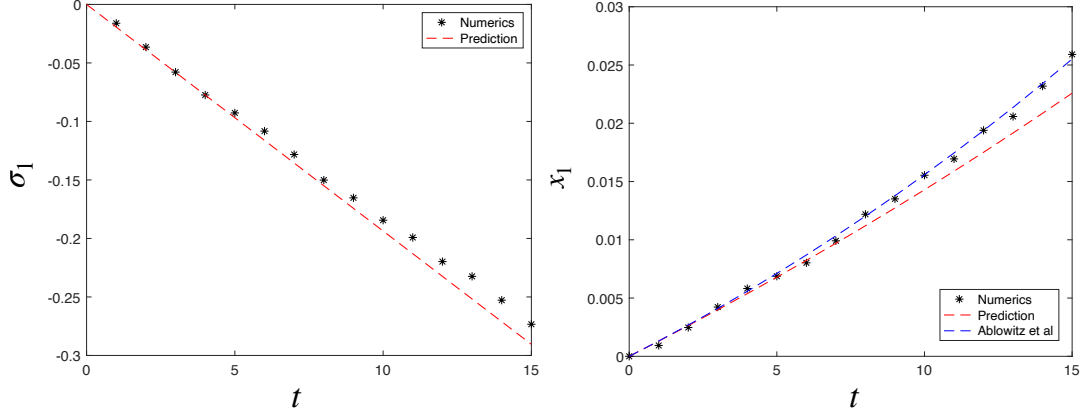 Numerics
Prediction
-0.05
-0.1
-0.15
-0.2
-0.25
-0.3
σ1
0
5
10
15
t
0.03
0.025
0.02
0.015
0.01
0.005
0
x1
Numerics
Prediction
Ablowitz et al
0
5
10
15
t